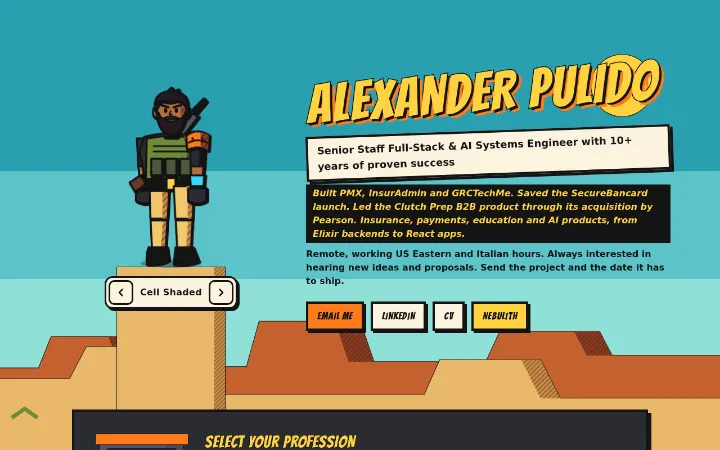 ALEXANDER PULIDO
Senior Staff Full-Stack & AI Systems Engineer with 10+
years of proven success
Built PMX, InsurAdmin and GRCTechMe. Saved the SecureBancard
launch. Led the Clutch Prep B2B product through its acquisition by
Pearson. Insurance, payments, education and AI products, from
Elixir backends to React apps.
Remote, working US Eastern and Italian hours. Always interested in
hearing new ideas and proposals. Send the project and the date it has
to ship.
Cell Shaded
EMAIL ME
LINKEDIN
CV
NEBULITH
SELECT YOUR PROFESSION